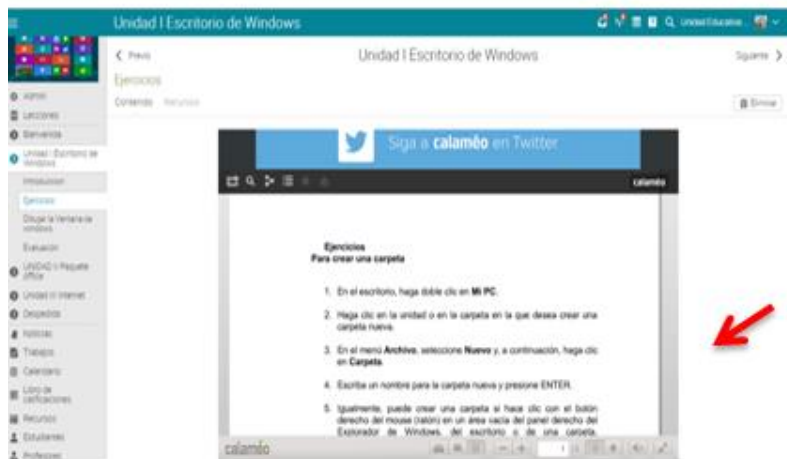 Unidad I Escritorio de Windows
Previo
Unidad I Escritorio de Windows
Siguiente
Ejercicios
Contenido Recursos
Admin
Lecciones
Bienvenida
Unidad I Escritorio de
Windows
Introducción
Ejercicios
Dibujar la Ventana de
windows
Evaluación
UNIDAD II Paquete
office
Unidad III Internet
Despedida
Noticias
Trabajos
Calendario
Libro de
calificaciones
Recursos
Estudiantes
Profesores
Siga a calaméo en Twitter
calaméo
Ejercicios
Para crear una carpeta
1. En el escritorio, haga doble clic en Mi PC.
2. Haga clic en la unidad o en la carpeta en la que desea crear una
carpeta nueva.
3. En el menú Archivo, seleccione Nuevo y, a continuación, haga clic
en Carpeta.
4. Escriba un nombre para la carpeta nueva y presione ENTER.
5. Igualmente, puede crear una carpeta si hace clic con el botón
derecho del mouse (ratón) en un área vacía del panel derecho del
Explorador de Windows, del escritorio o de una carpeta,
calaméo